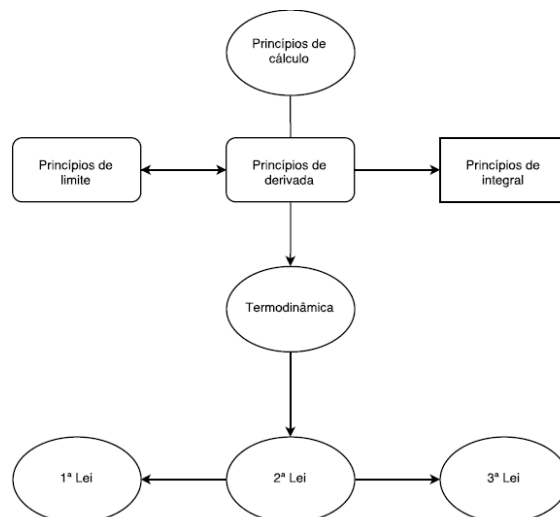 Princípios de
cálculo
Princípios de
limite
Princípios de
derivada
Princípios de
integral
Termodinâmica
1ª Lei
2ª Lei
3ª Lei